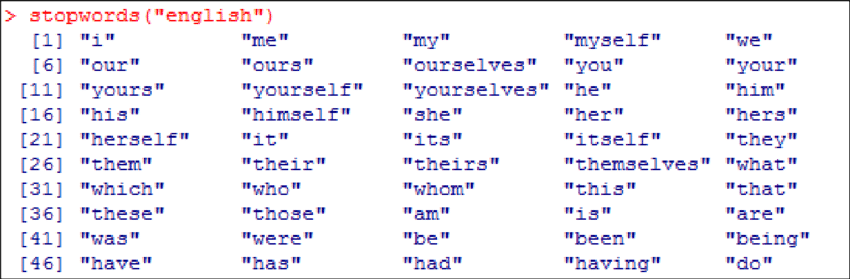 > stopwords("english")
[1] "i" "me" "my" "myself" "we"
[6] "our" "ours" "ourselves" "you" "your"
[11] "yours" "yourself" "yourselves" "he" "him"
[16] "his" "himself" "she" "her" "hers"
[21] "herself" "it" "its" "itself" "they"
[26] "them" "their" "theirs" "themselves" "what"
[31] "which" "who" "whom" "this" "that"
[36] "these" "those" "am" "is" "are"
[41] "was" "were" "be" "been" "being"
[46] "have" "has" "had" "having" "do"